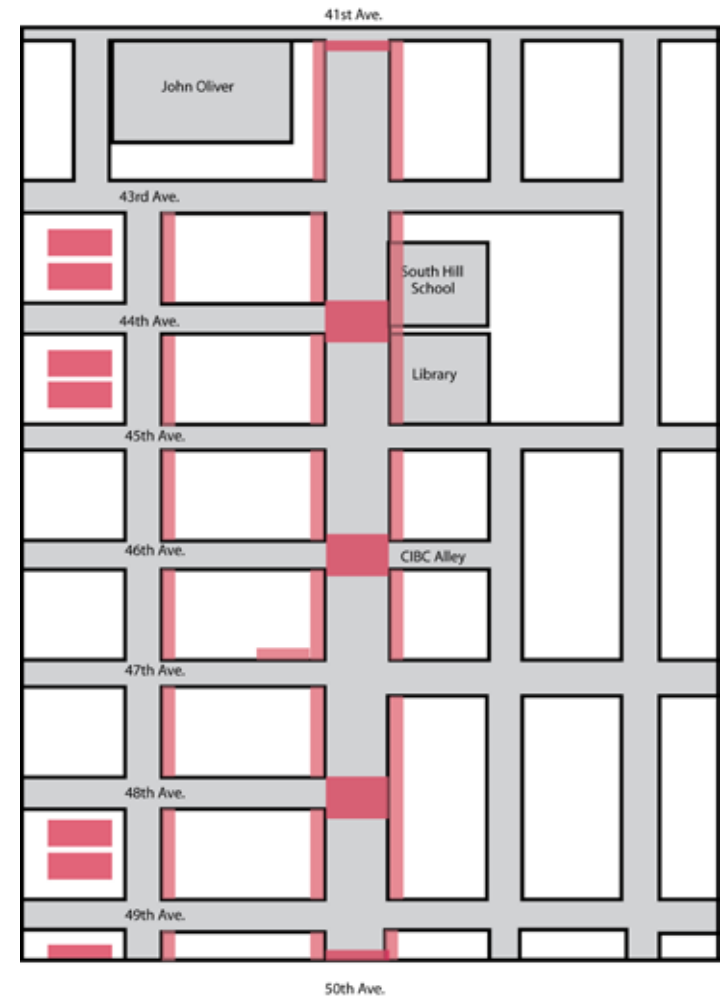 41st Ave.
John Oliver
43rd Ave.
South Hill
School
44th Ave.
Library
45th Ave.
46th Ave.
CIBC Alley
47th Ave.
48th Ave.
49th Ave.
50th Ave.